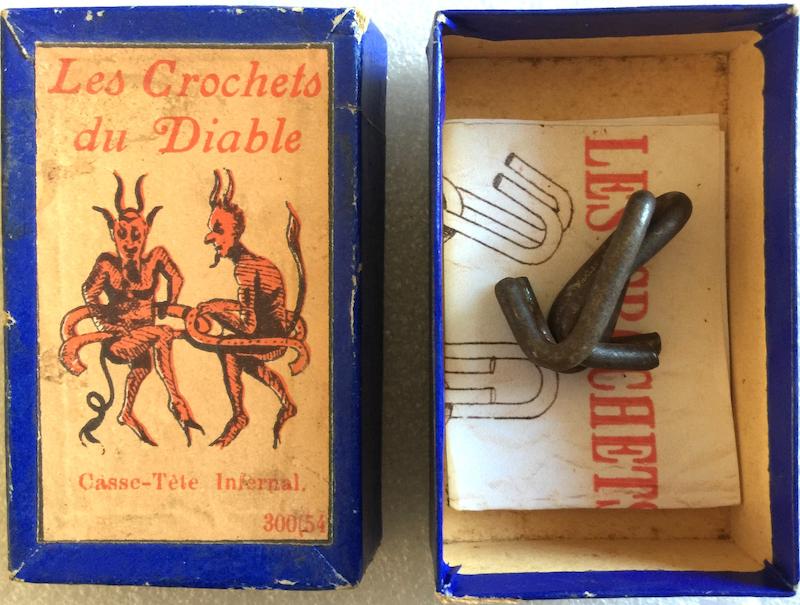 Les Crochets
du Diable
Casse-Tête Infernal.
300,54
LES CROCHETS